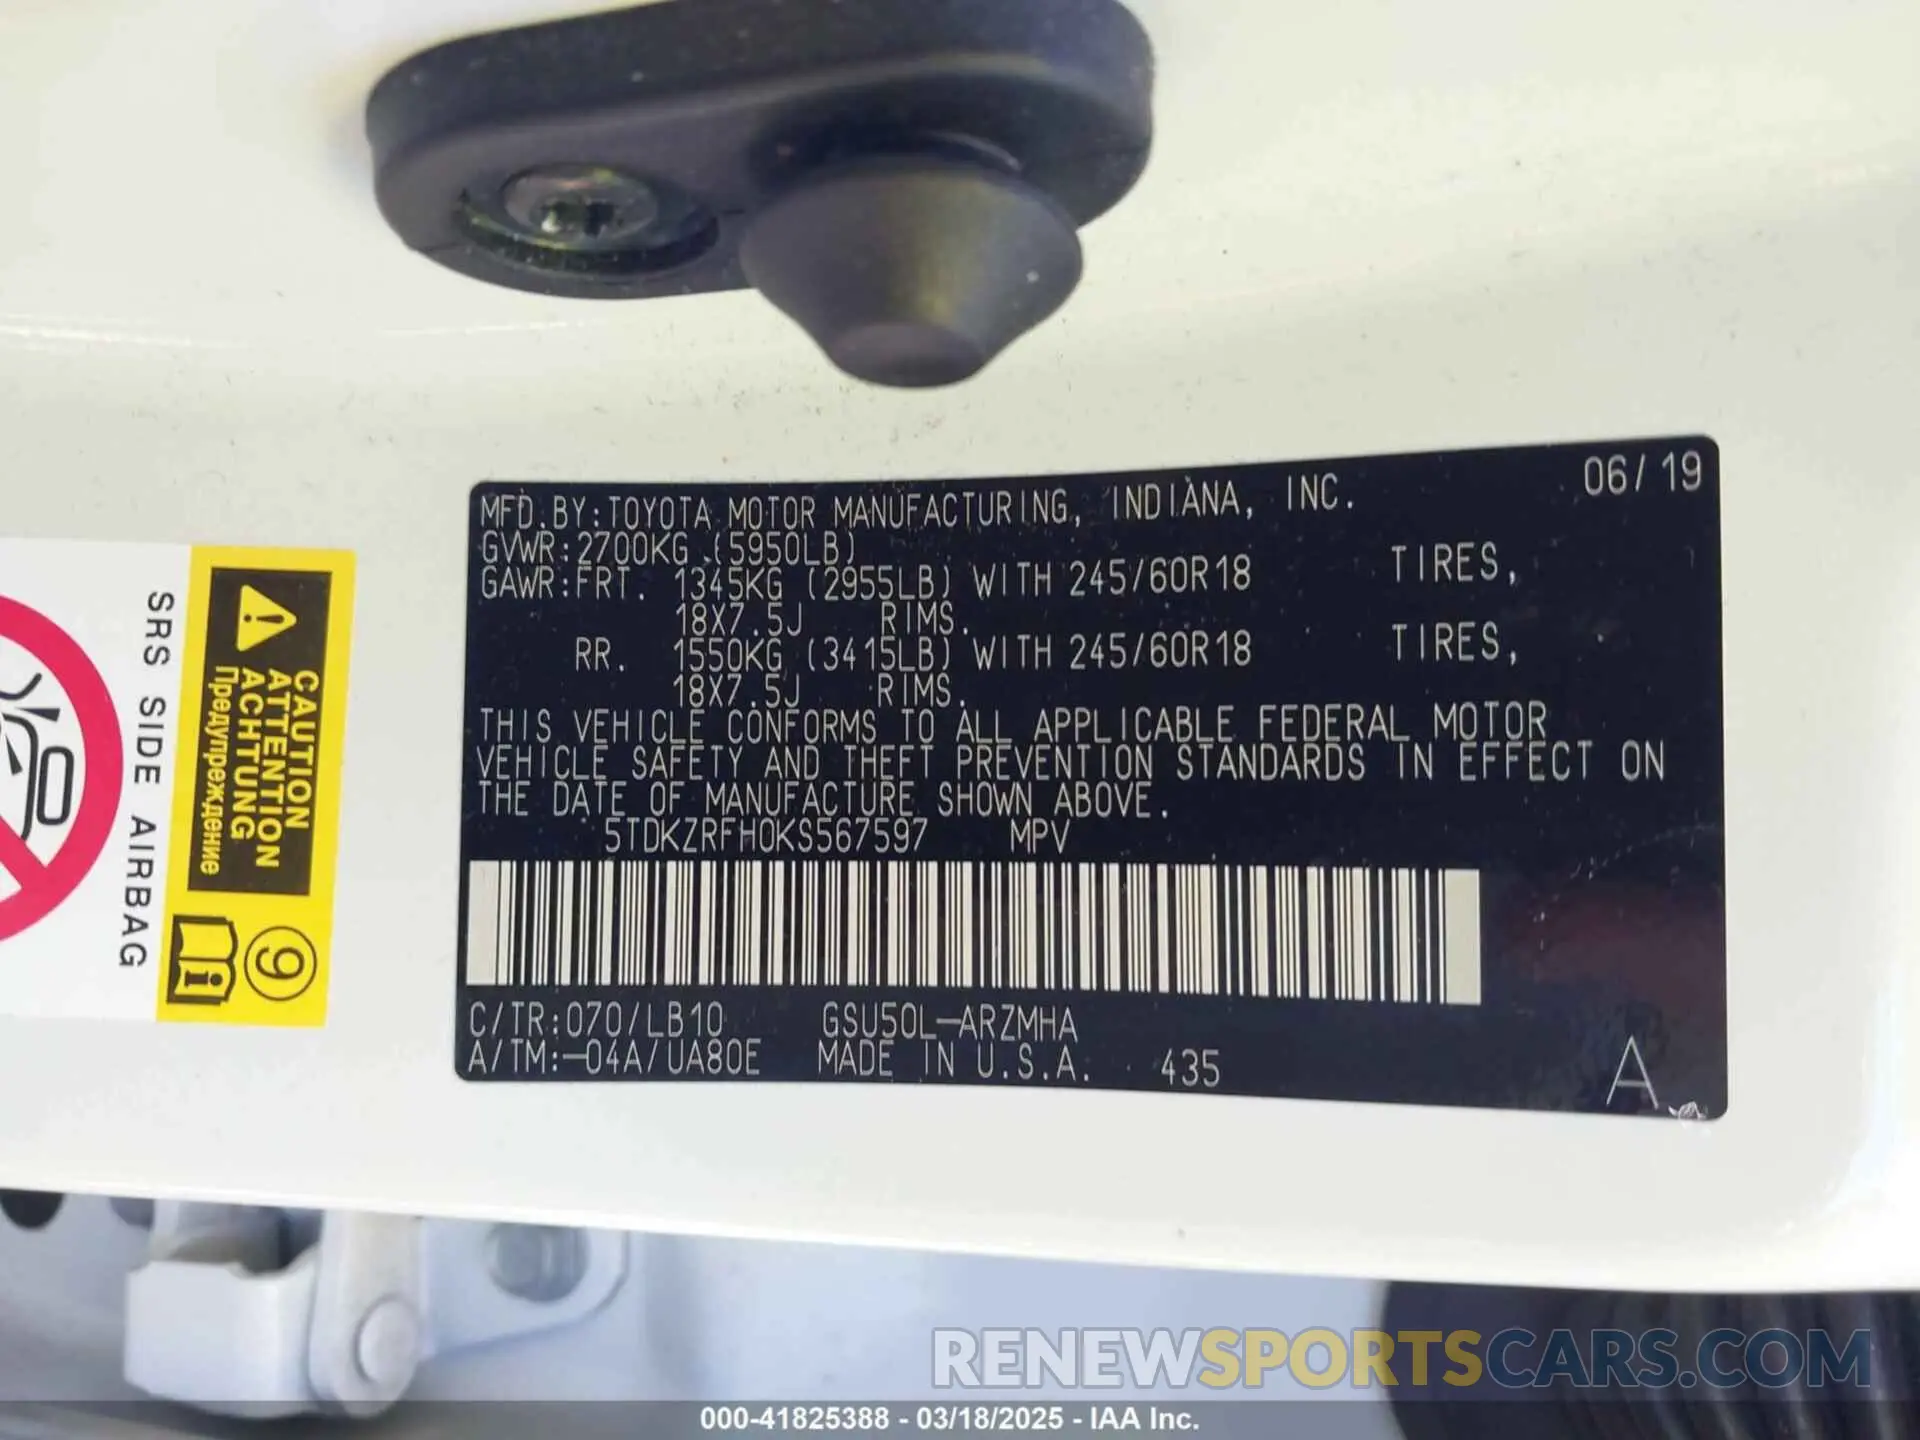 MFD.BY:TOYOTA MOTOR MANUFACTURING, INDIANA, INC. 06/19
GVWR:2700KG (5950LB)
GAWR:FRT. 1345KG (2955LB) WITH 245/60R18 TIRES,
18X7.5J RIMS.
RR. 1550KG (3415LB) WITH 245/60R18 TIRES,
18X7.5J RIMS.
THIS VEHICLE CONFORMS TO ALL APPLICABLE FEDERAL MOTOR
VEHICLE SAFETY AND THEFT PREVENTION STANDARDS IN EFFECT ON
THE DATE OF MANUFACTURE SHOWN ABOVE.
5TDKZRFH0KS567597 MPV
C/TR:070/LB10 GSU50L-ARZMHA
A/TM:-04A/UA80E MADE IN U.S.A. 435
A
CAUTION
ATTENTION
ACHTUNG
Предупреждение
9
SRS SIDE AIRBAG
RENEWSPORTSCARS.COM
000-41825388 - 03/18/2025 - IAA Inc.